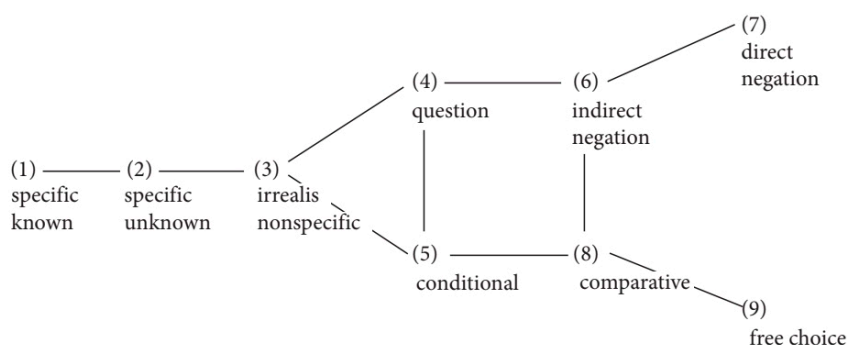 (7)
direct
negation
(4)
question
(6)
indirect
negation
(1)
specific
known
(2)
specific
unknown
(3)
irrealis
nonspecific
(5)
conditional
(8)
comparative
(9)
free choice